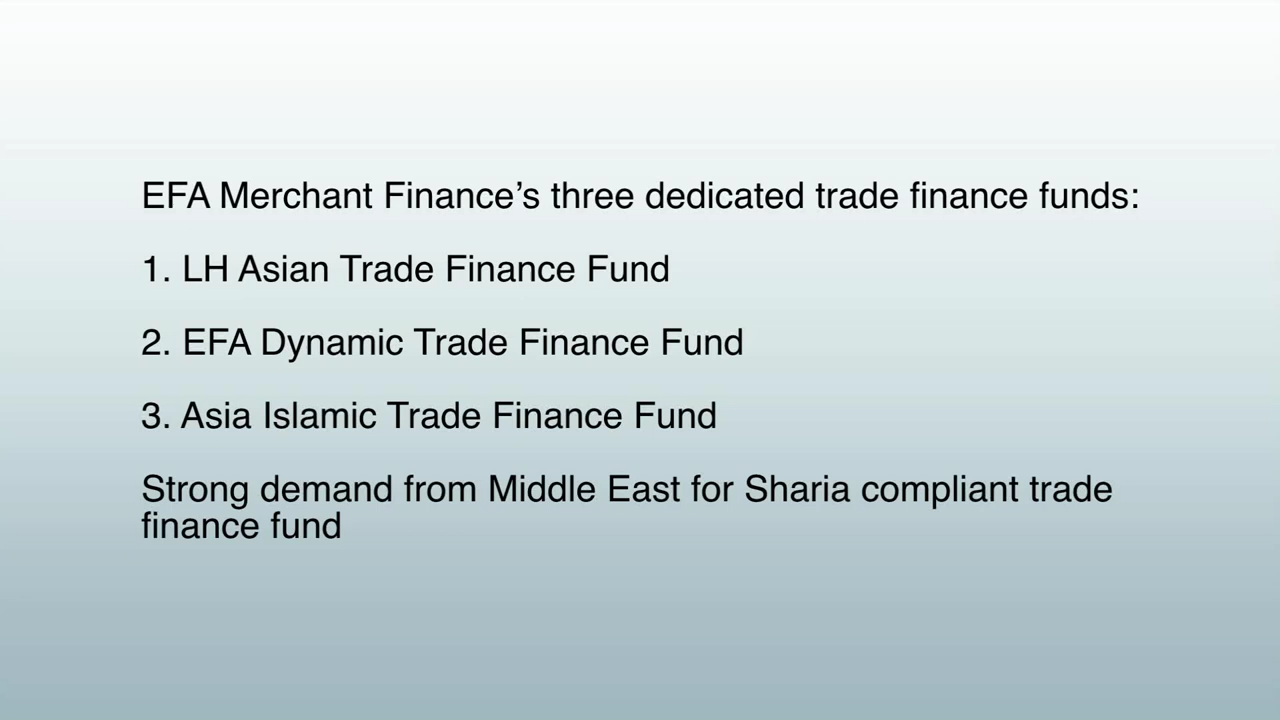 EFA Merchant Finance’s three dedicated trade finance funds:
1. LH Asian Trade Finance Fund
2. EFA Dynamic Trade Finance Fund
3. Asia Islamic Trade Finance Fund
Strong demand from Middle East for Sharia compliant trade
finance fund